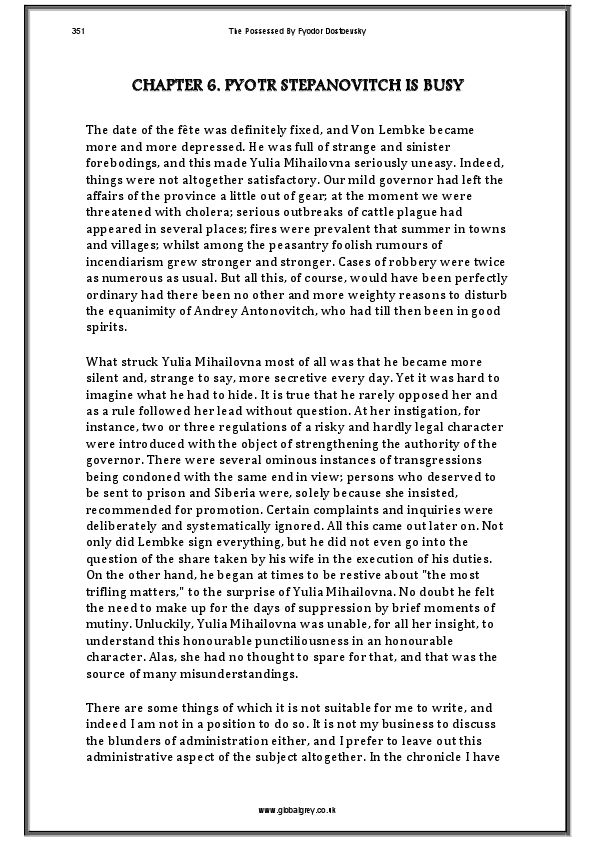 351
The Possessed By Fyodor Dostoevsky
CHAPTER 6. PYOTR STEPANOVITCH IS BUSY
The date of the fête was definitely fixed, and Von Lembke became
more and more depressed. He was full of strange and sinister
forebodings, and this made Yulia Mihailovna seriously uneasy. Indeed,
things were not altogether satisfactory. Our mild governor had left the
affairs of the province a little out of gear; at the moment we were
threatened with cholera; serious outbreaks of cattle plague had
appeared in several places; fires were prevalent that summer in towns
and villages; whilst among the peasantry foolish rumours of
incendiarism grew stronger and stronger. Cases of robbery were twice
as numerous as usual. But all this, of course, would have been perfectly
ordinary had there been no other and more weighty reasons to disturb
the equanimity of Andrey Antonovitch, who had till then been in good
spirits.
What struck Yulia Mihailovna most of all was that he became more
silent and, strange to say, more secretive every day. Yet it was hard to
imagine what he had to hide. It is true that he rarely opposed her and
as a rule followed her lead without question. At her instigation, for
instance, two or three regulations of a risky and hardly legal character
were introduced with the object of strengthening the authority of the
governor. There were several ominous instances of transgressions
being condoned with the same end in view; persons who deserved to
be sent to prison and Siberia were, solely because she insisted,
recommended for promotion. Certain complaints and inquiries were
deliberately and systematically ignored. All this came out later on. Not
only did Lembke sign everything, but he did not even go into the
question of the share taken by his wife in the execution of his duties.
On the other hand, he began at times to be restive about "the most
trifling matters," to the surprise of Yulia Mihailovna. No doubt he felt
the need to make up for the days of suppression by brief moments of
mutiny. Unluckily, Yulia Mihailovna was unable, for all her insight, to
understand this honourable punctiliousness in an honourable
character. Alas, she had no thought to spare for that, and that was the
source of many misunderstandings.
There are some things of which it is not suitable for me to write, and
indeed I am not in a position to do so. It is not my business to discuss
the blunders of administration either, and I prefer to leave out this
administrative aspect of the subject altogether. In the chronicle I have
www.globalgrey.co.uk